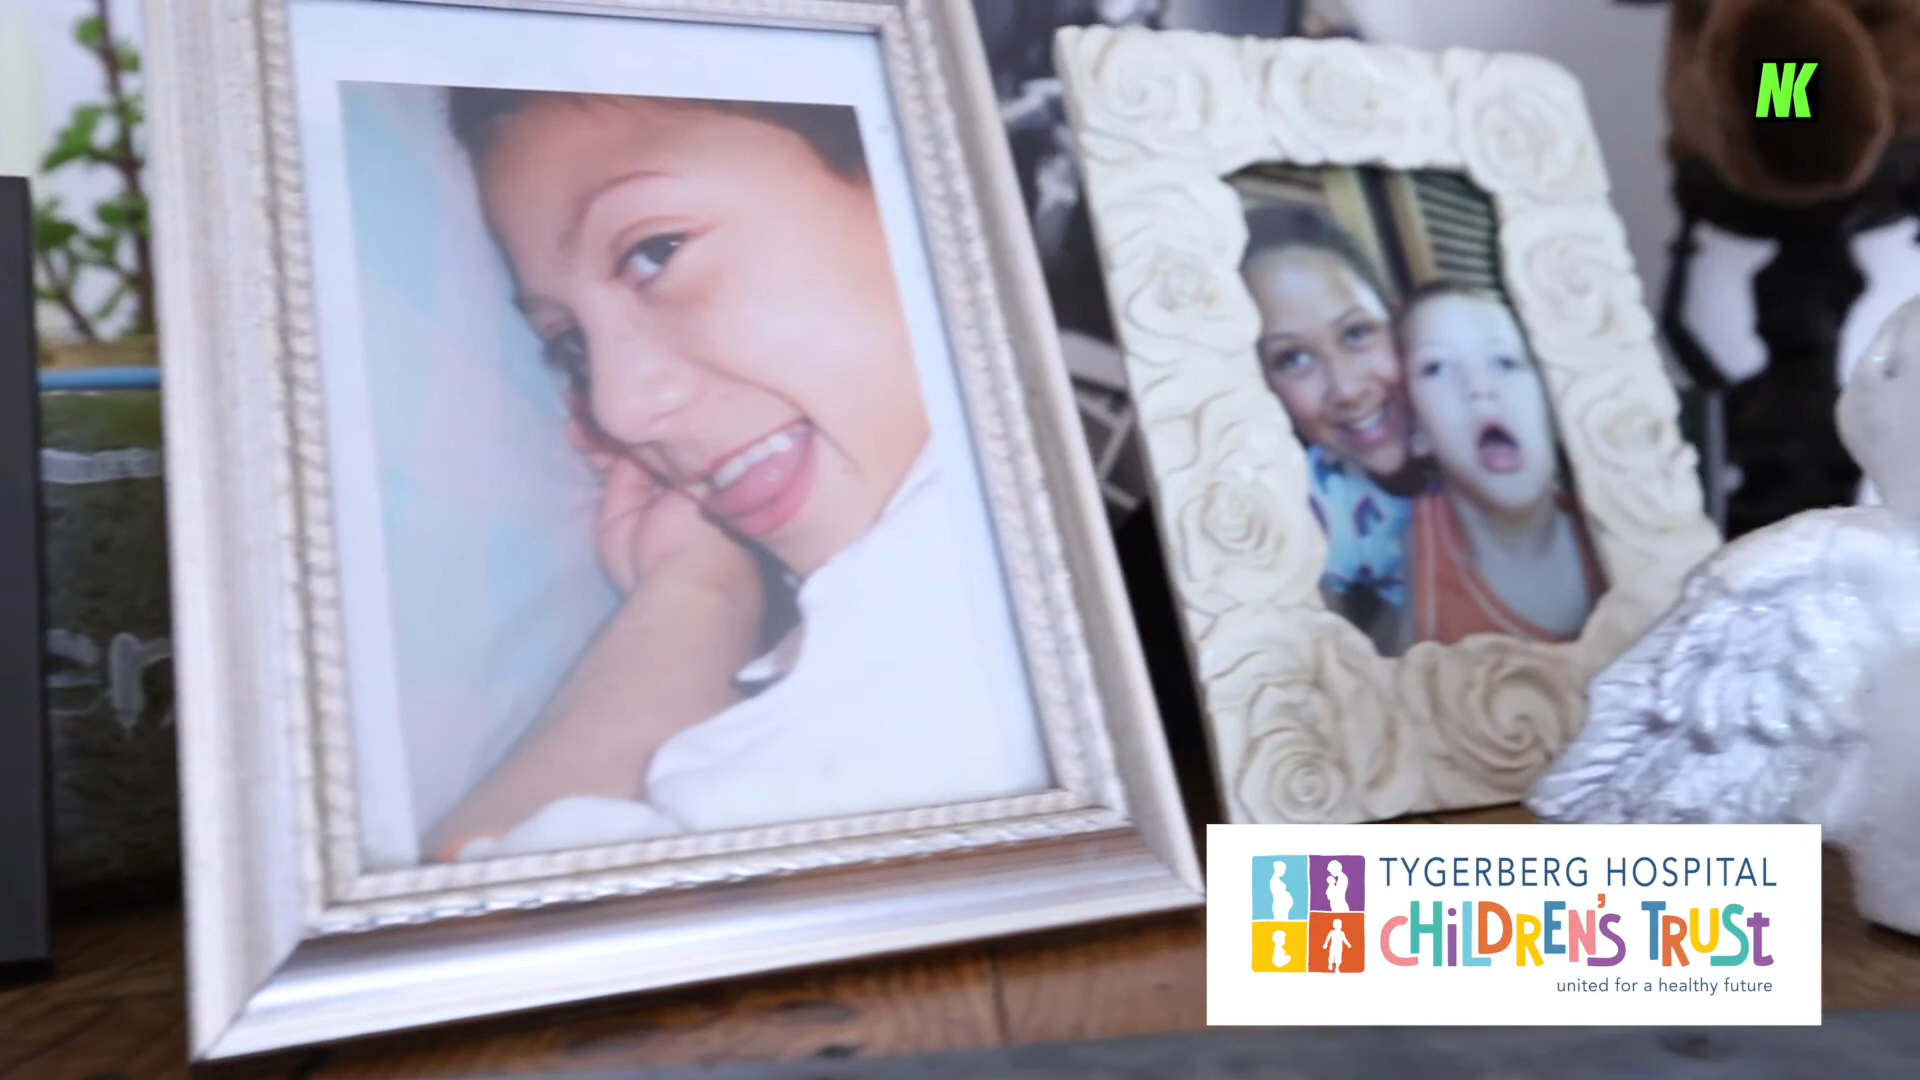 NK
TYGERBERG HOSPITAL
CHiLDREN'S TRUSt
united for a healthy future